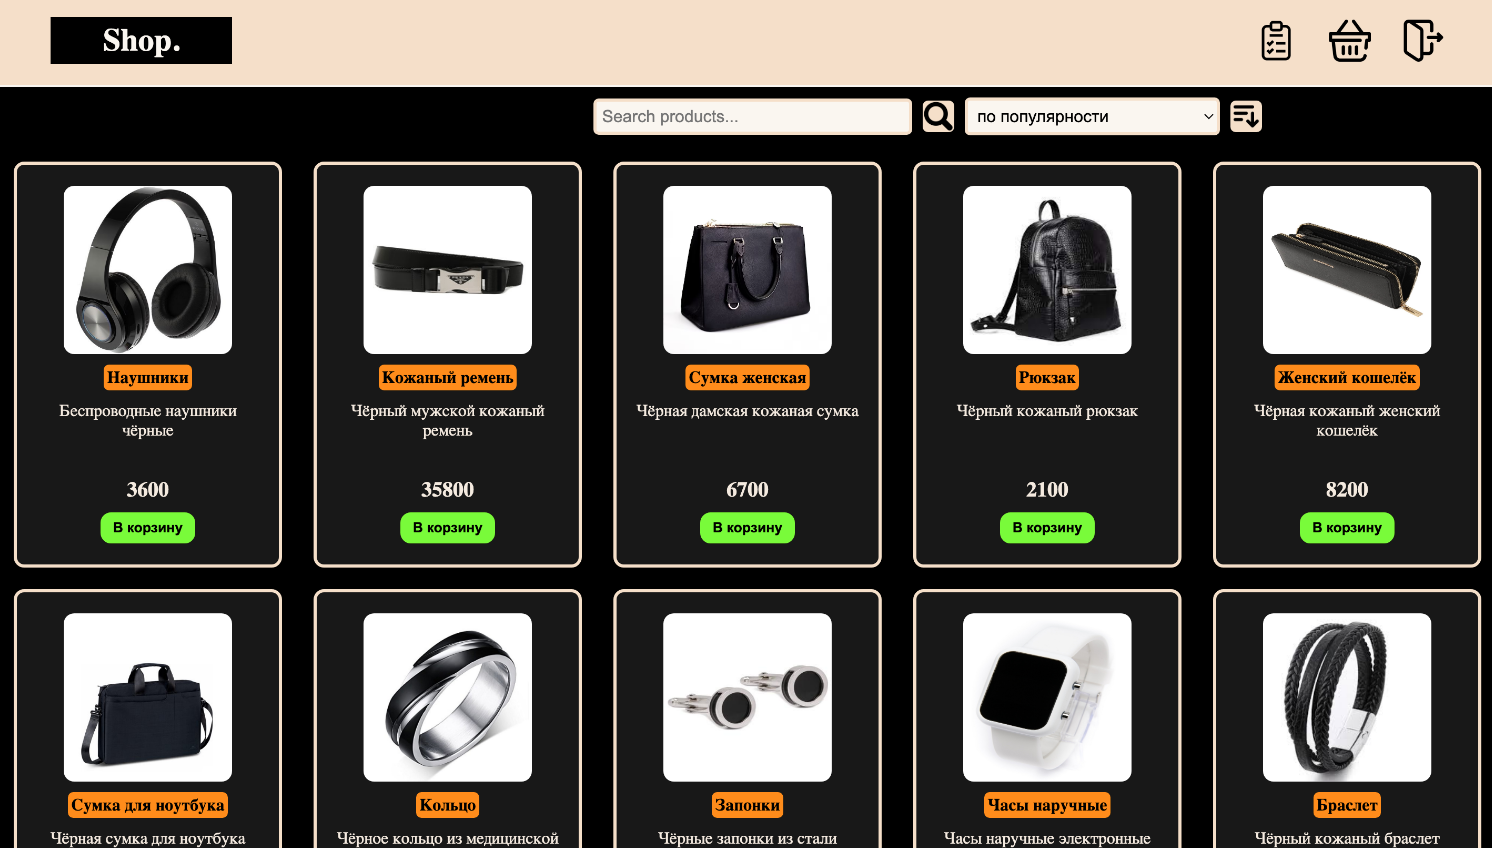 Shop.
Search products...
по популярности
Наушники
Беспроводные наушники
чёрные
3600
В корзину
Кожаный ремень
Чёрный мужской кожаный
ремень
35800
В корзину
Сумка женская
Чёрная дамская кожаная сумка
6700
В корзину
Рюкзак
Чёрный кожаный рюкзак
2100
В корзину
Женский кошелёк
Чёрная кожаный женский
кошелёк
8200
В корзину
Сумка для ноутбука
Чёрная сумка для ноутбука
Кольцо
Чёрное кольцо из медицинской
Запонки
Чёрные запонки из стали
Часы наручные
Часы наручные электронные
Браслет
Чёрный кожаный браслет